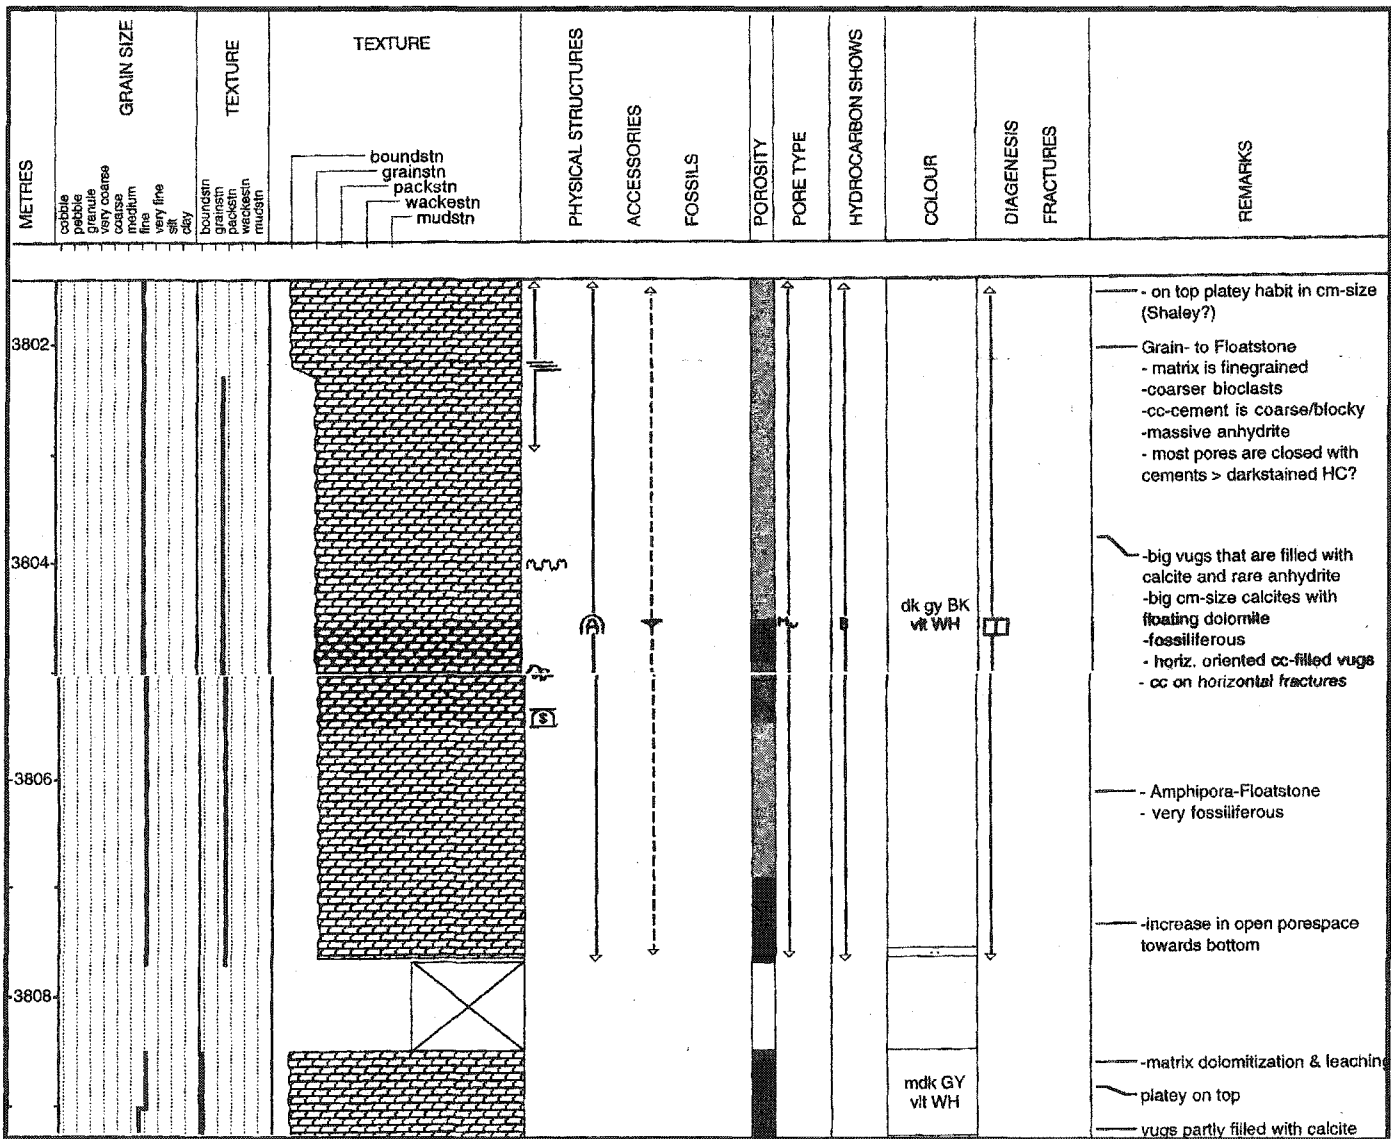 METRES
GRAIN SIZE
cobble
pebble
granule
very coarse
coarse
medium
fine
very fine
silt
clay
TEXTURE
boundstn
grainstn
packstn
wackestn
mudstn
TEXTURE
boundstn
grainstn
packstn
wackestn
mudstn
PHYSICAL STRUCTURES
ACCESSORIES
FOSSILS
POROSITY
PORE TYPE
HYDROCARBON SHOWS
COLOUR
DIAGENESIS
FRACTURES
REMARKS
3802
3804
3806
3808
A
S
dk gy BK
vlt WH
mdk GY
vlt WH
- on top platey habit in cm-size
(Shaley?)
Grain- to Floatstone
- matrix is finegrained
-coarser bioclasts
-cc-cement is coarse/blocky
-massive anhydrite
- most pores are closed with
cements > darkstained HC?
-big vugs that are filled with
calcite and rare anhydrite
-big cm-size calcites with
floating dolomite
-fossiliferous
- horiz. oriented cc-filled vugs
- cc on horizontal fractures
- Amphipora-Floatstone
- very fossiliferous
-increase in open porespace
towards bottom
-matrix dolomitization & leaching
platey on top
vugs partly filled with calcite